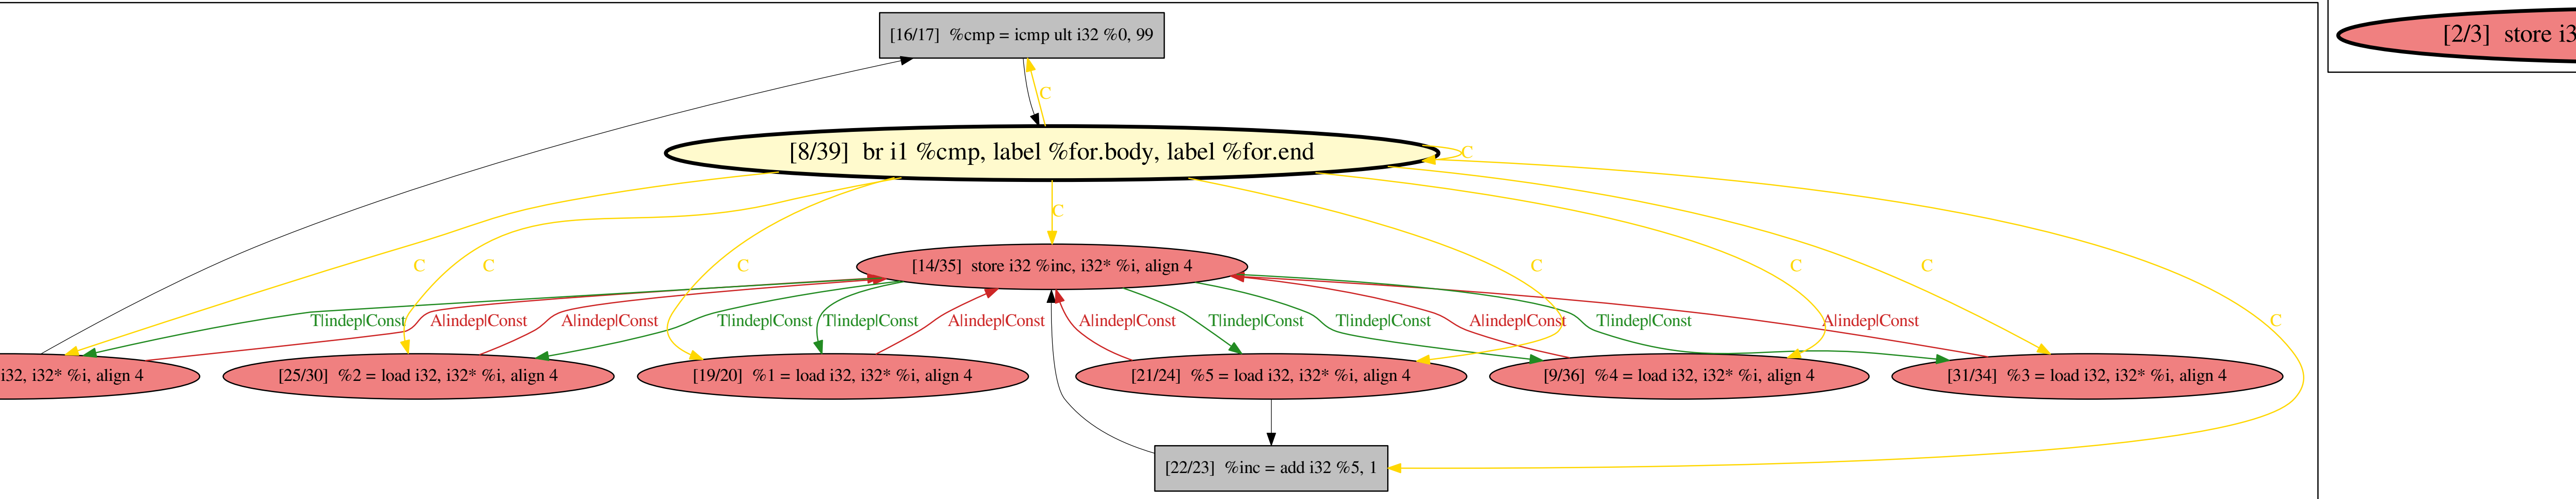 [16/17] %cmp = icmp ult i32 %0, 99
[2/3] store i3
C
[8/39] br i1 %cmp, label %for.body, label %for.end
C
C
[14/35] store i32 %inc, i32* %i, align 4
C
C
C
C
C
C
T|indep|Const
A|indep|Const
A|indep|Const
T|indep|Const
T|indep|Const
A|indep|Const
A|indep|Const
T|indep|Const
T|indep|Const
A|indep|Const
T|indep|Const
A|indep|Const
C
i32, i32* %i, align 4
[25/30] %2 = load i32, i32* %i, align 4
[19/20] %1 = load i32, i32* %i, align 4
[21/24] %5 = load i32, i32* %i, align 4
[9/36] %4 = load i32, i32* %i, align 4
[31/34] %3 = load i32, i32* %i, align 4
[22/23] %inc = add i32 %5, 1